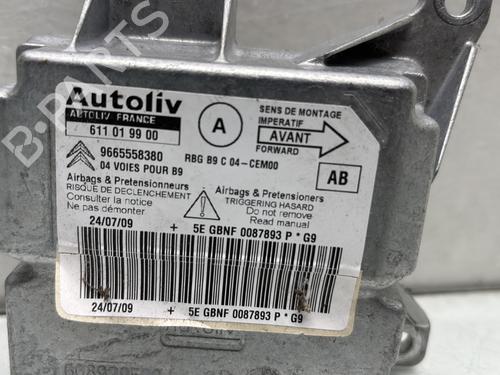 B-PARTS
Autoliv
AUTOLIV FRANCE
611 01 99 00
A
SENS DE MONTAGE
IMPERATIF
AVANT
FORWARD
9665558380
04 VOIES POUR B9
RBG B9 C 04-CEM00
AB
Airbags & Pretensionneurs
RISQUE DE DECLENCHEMENT
Consulter la notice
Ne pas démonter
Airbags & Pretensioners
TRIGGERING HASARD
Do not remove
Read manual
24/07/09 + 5E GBNF 0087893 P * G9
24/07/09 + 5E GBNF 0087893 P * G9